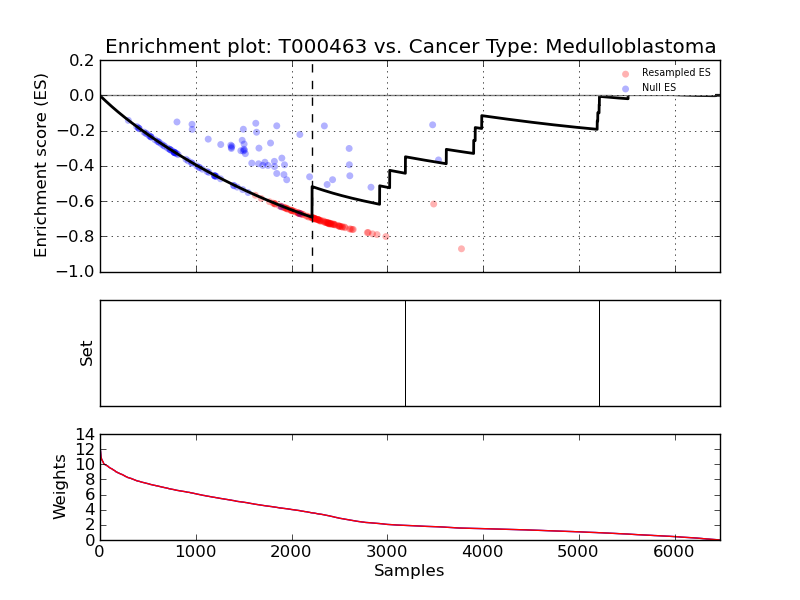 Enrichment plot: T000463 vs. Cancer Type: Medulloblastoma
0.2
0.0
−0.2
−0.4
−0.6
−0.8
−1.0
Enrichment score (ES)
Resampled ES
Null ES
Set
14
12
10
8
6
4
2
0
Weights
0 1000 2000 3000 4000 5000 6000
Samples